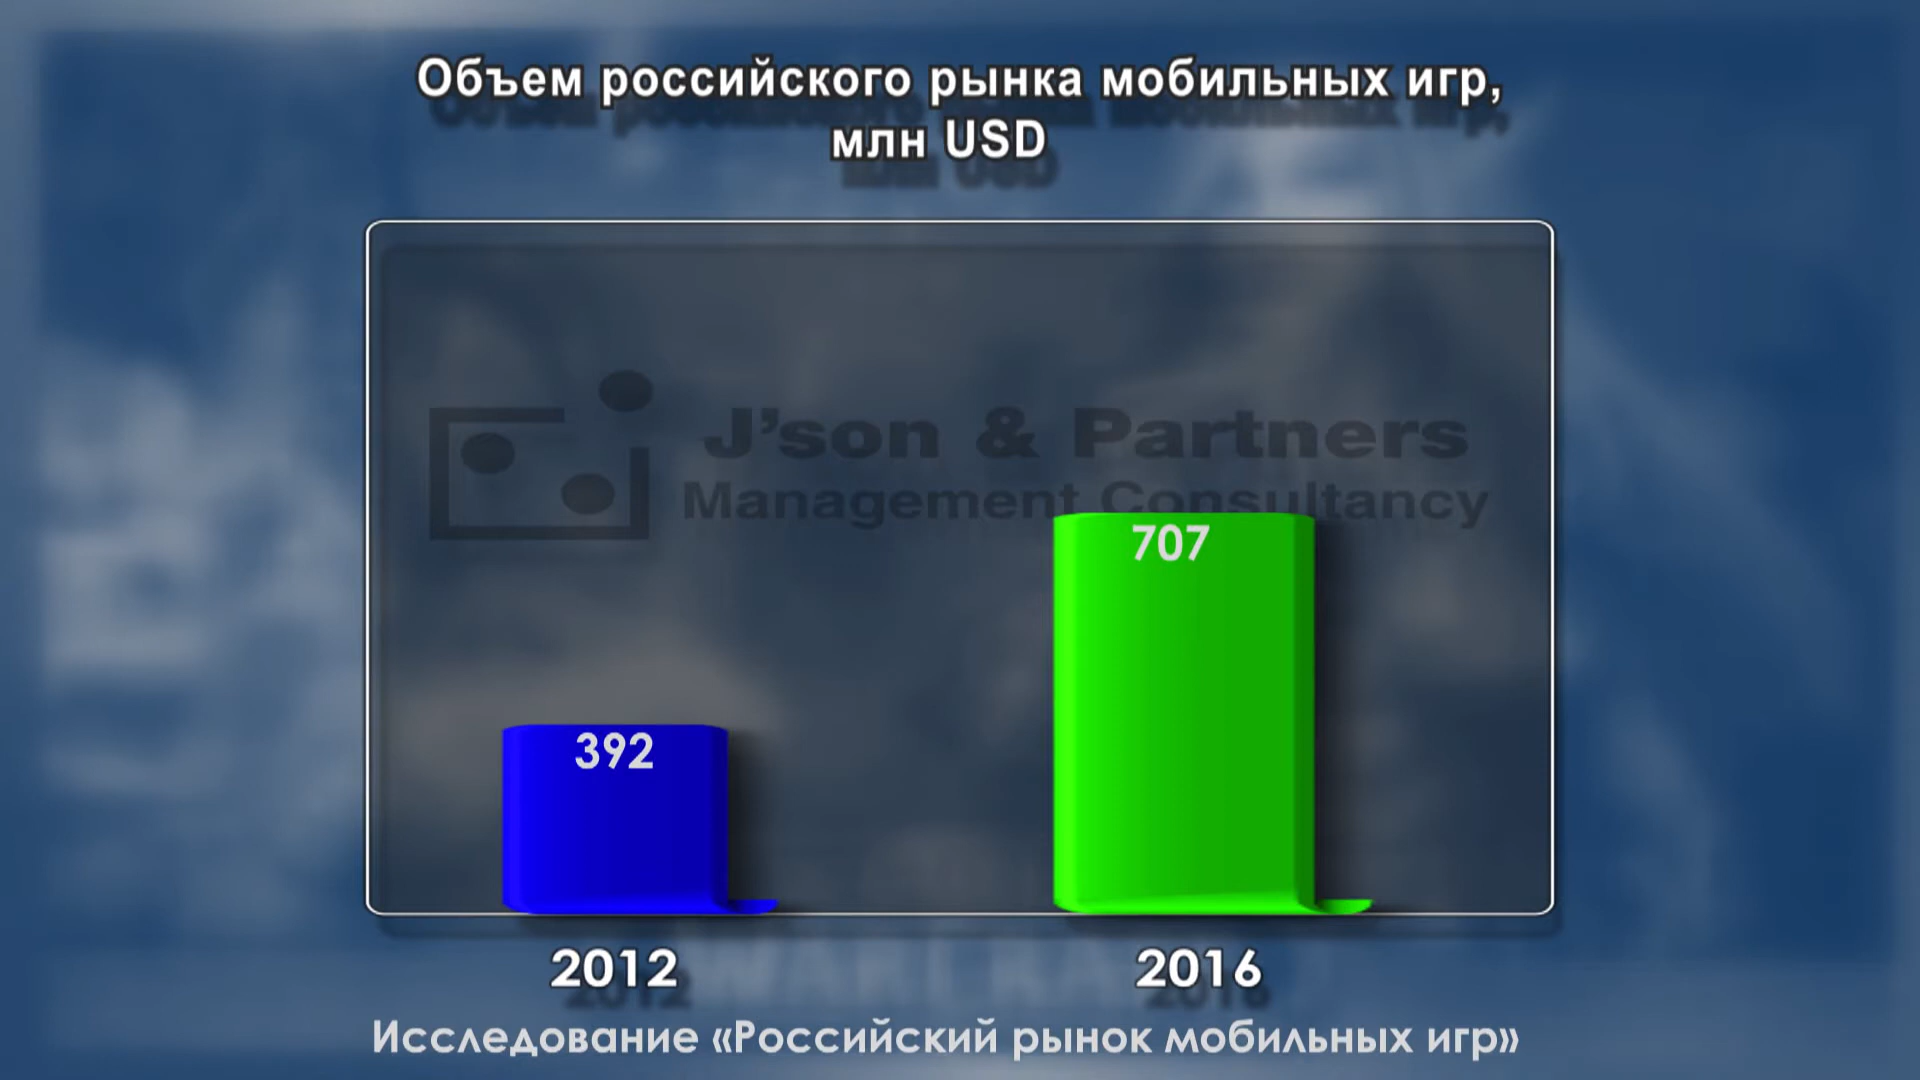 Объем российского рынка мобильных игр,
млн USD
J'son & Partners
Management Consultancy
707
392
2012
2016
Исследование «Российский рынок мобильных игр»